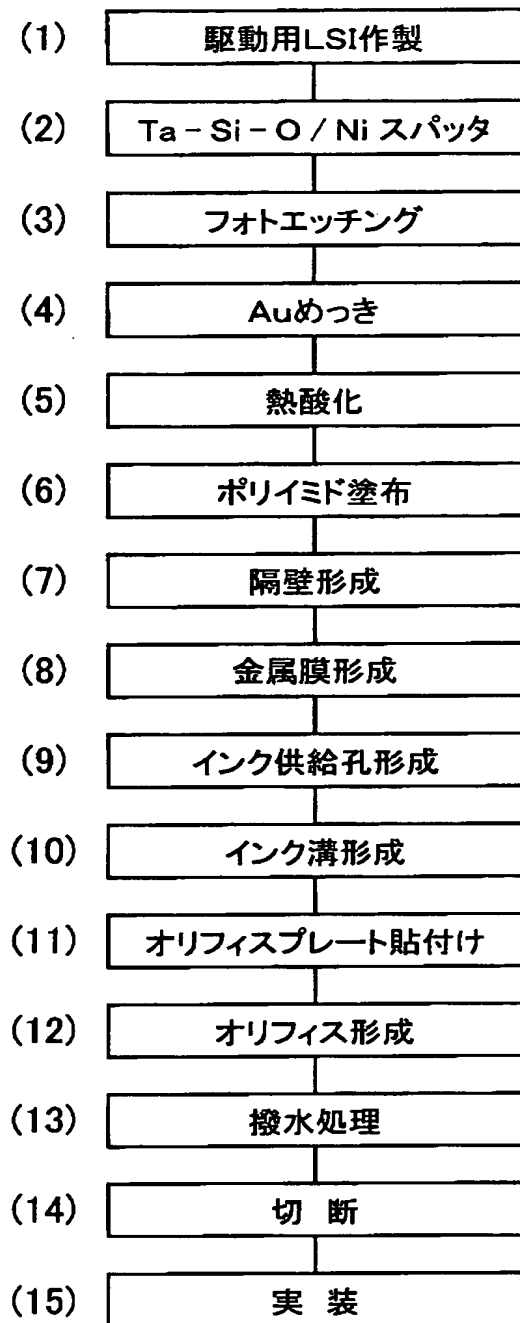 (1) 駆動用LSI作製
(2) Ta-Si-O/Niスパッタ
(3) フォトエッチング
(4) Auめっき
(5) 熱酸化
(6) ポリイミド塗布
(7) 隔壁形成
(8) 金属膜形成
(9) インク供給孔形成
(10) インク溝形成
(11) オリフィスプレート貼付け
(12) オリフィス形成
(13) 撥水処理
(14) 切 断
(15) 実 装